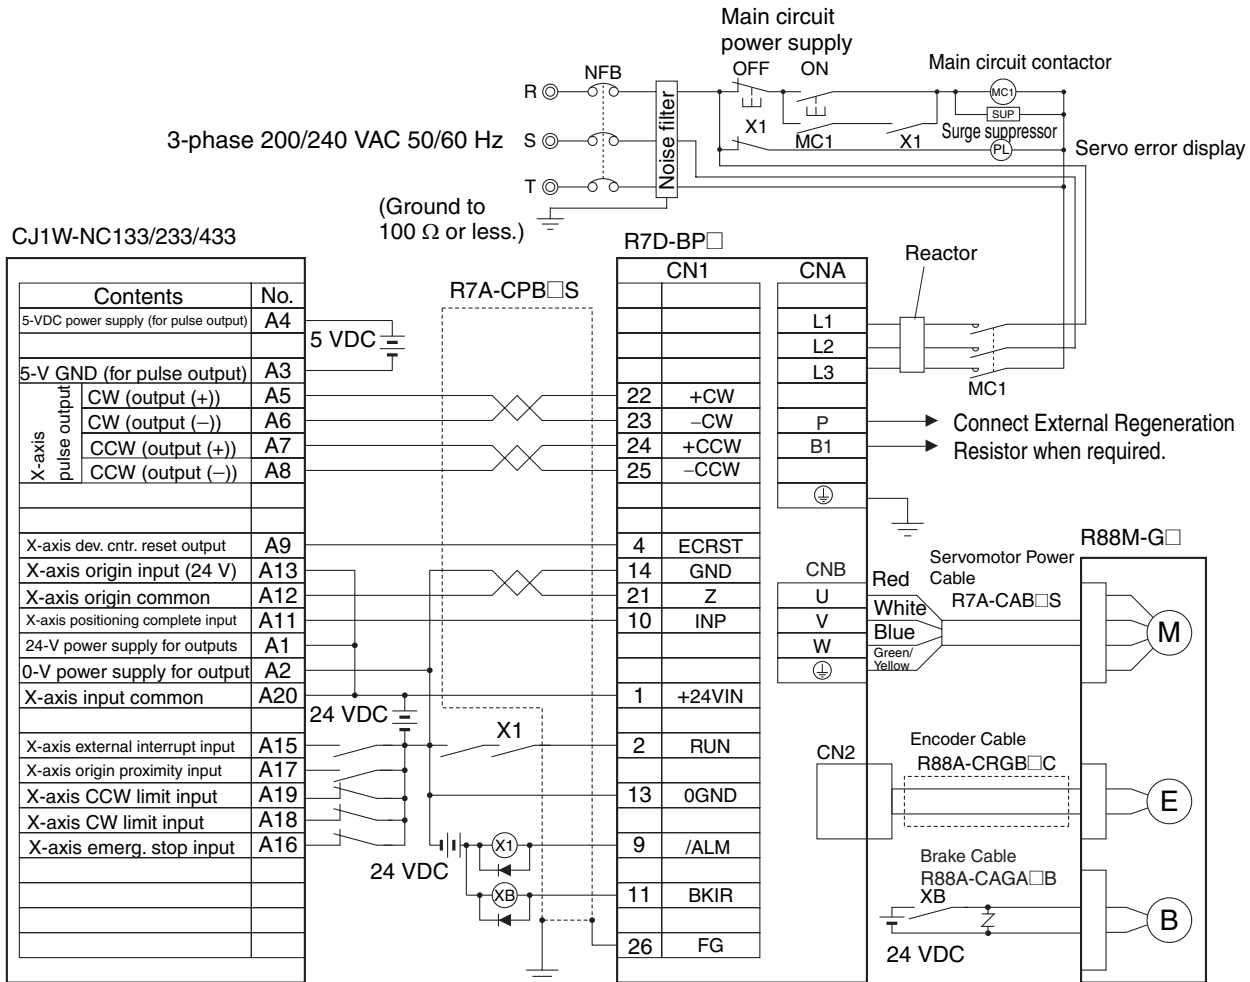 Main circuit
power supply
OFF ON
Main circuit contactor
NFB
R
MC1
SUP
Surge suppressor
3-phase 200/240 VAC 50/60 Hz
S
Noise filter
X1
MC1
X1
PL
Servo error display
T
(Ground to
100 Ω or less.)
CJ1W-NC133/233/433
R7D-BP□
Reactor
R7A-CPB□S
CN1
CNA
Contents No.
5-VDC power supply (for pulse output) A4
5 VDC
L1
L2
5-V GND (for pulse output) A3
L3
MC1
X-axis
pulse output
CW (output (+)) A5
22 +CW
CW (output (−)) A6
23 −CW
P
Connect External Regeneration
CCW (output (+)) A7
24 +CCW
B1
Resistor when required.
CCW (output (−)) A8
25 −CCW
R88M-G□
X-axis dev. cntr. reset output A9
4 ECRST
Servomotor Power
Cable
R7A-CAB□S
X-axis origin input (24 V) A13
14 GND
CNB
Red
X-axis origin common A12
21 Z
U
White
X-axis positioning complete input A11
10 INP
V
Blue
M
24-V power supply for outputs A1
W
Green/
Yellow
0-V power supply for output A2
X-axis input common A20
24 VDC
1 +24VIN
X1
X-axis external interrupt input A15
2 RUN
CN2
Encoder Cable
R88A-CRGB□C
X-axis origin proximity input A17
X-axis CCW limit input A19
13 0GND
E
X-axis CW limit input A18
X-axis emerg. stop input A16
24 VDC
X1
9 /ALM
Brake Cable
R88A-CAGA□B
XB
XB
11 BKIR
B
24 VDC
26 FG